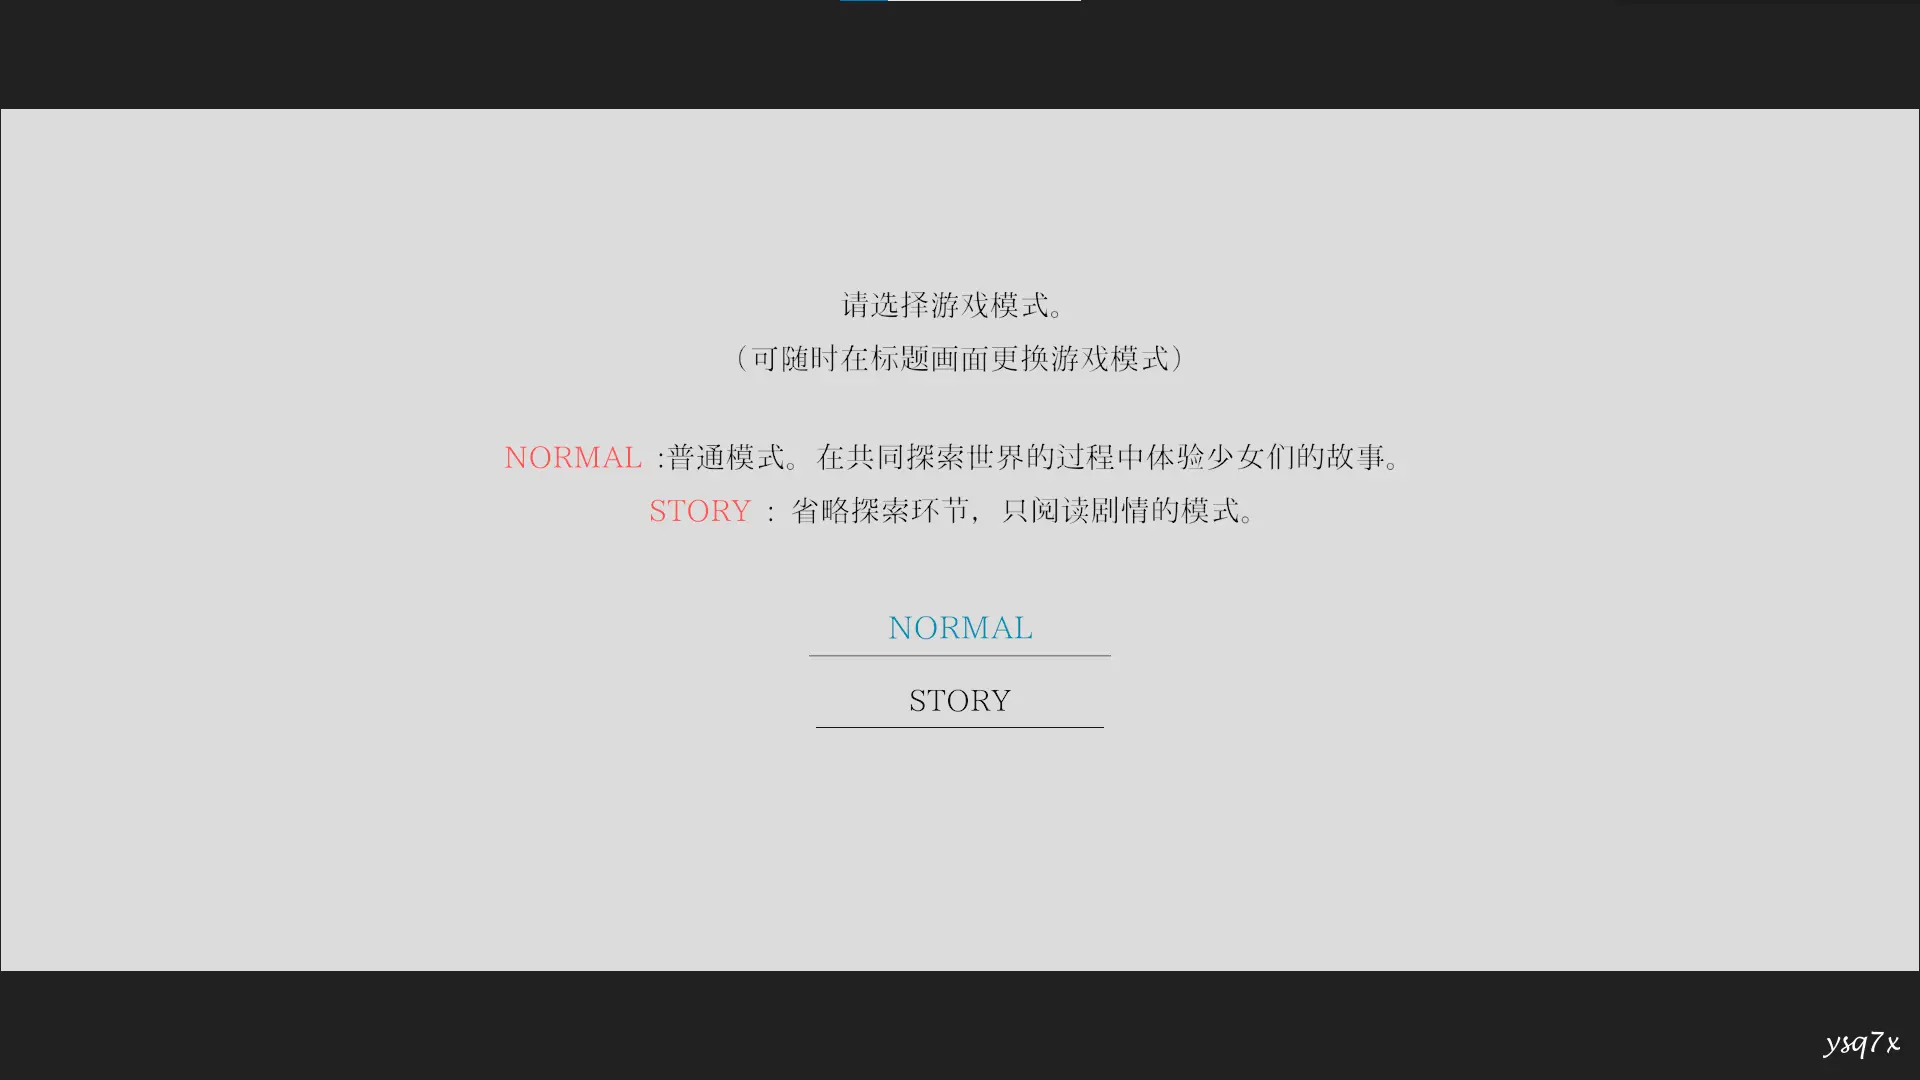 请选择游戏模式。
（可随时在标题画面更换游戏模式）
NORMAL :普通模式。在共同探索世界的过程中体验少女们的故事。
STORY : 省略探索环节，只阅读剧情的模式。
NORMAL
STORY
ysq7x